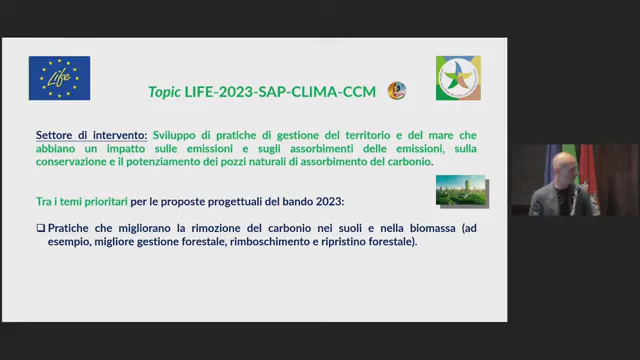 Life
Topic LIFE-2023-SAP-CLIMA-CCM
Settore di intervento: Sviluppo di pratiche di gestione del territorio e del mare che
abbiano un impatto sulle emissioni e sugli assorbimenti delle emissioni, sulla
conservazione e il potenziamento dei pozzi naturali di assorbimento del carbonio.
Tra i temi prioritari per le proposte progettuali del bando 2023:
❑ Pratiche che migliorano la rimozione del carbonio nei suoli e nella biomassa (ad
esempio, migliore gestione forestale, rimboschimento e ripristino forestale).